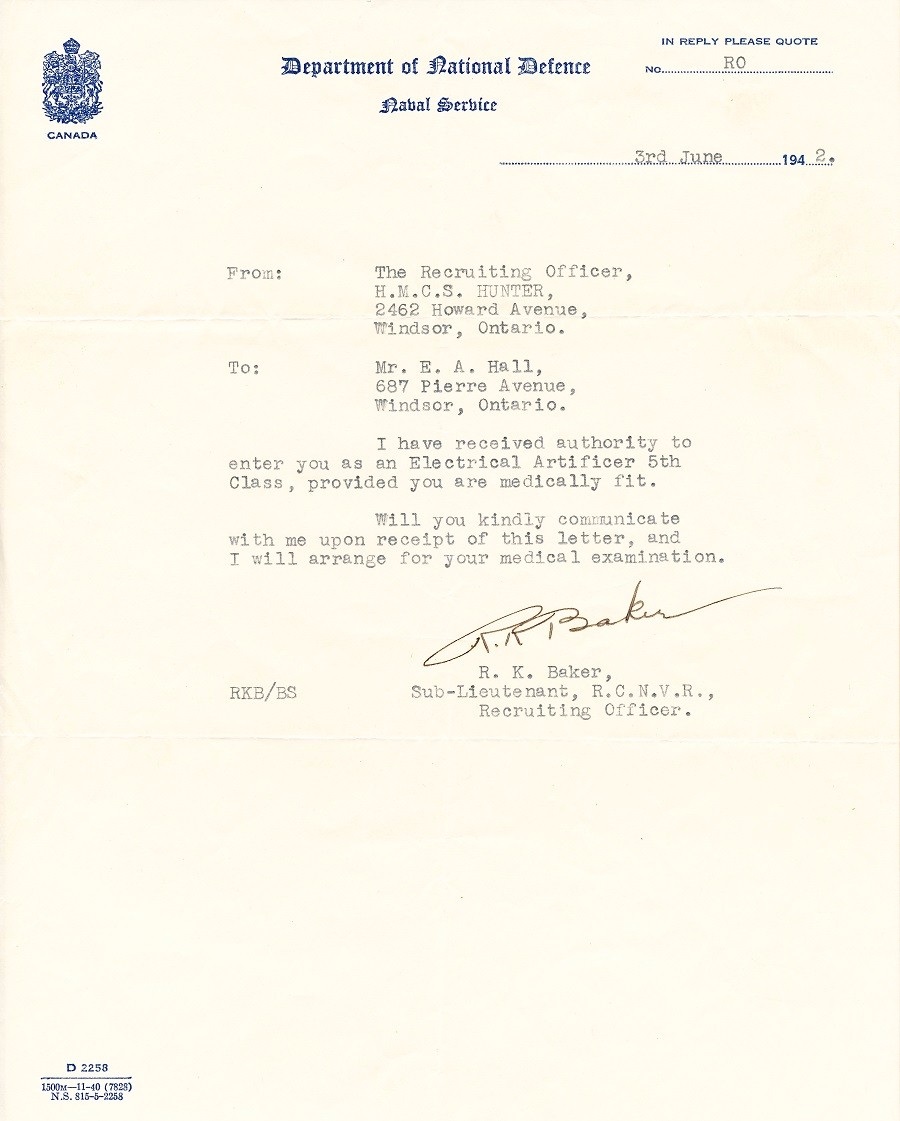 IN REPLY PLEASE QUOTE
No. RO
Department of National Defence
Naval Service
CANADA
3rd June 194 2.
From: The Recruiting Officer,
H.M.C.S. HUNTER,
2462 Howard Avenue,
Windsor, Ontario.
To: Mr. E. A. Hall,
687 Pierre Avenue,
Windsor, Ontario.
I have received authority to
enter you as an Electrical Artificer 5th
Class, provided you are medically fit.
Will you kindly communicate
with me upon receipt of this letter, and
I will arrange for your medical examination.
R. K Baker
R. K. Baker,
RKB/BS Sub-Lieutenant, R.C.N.V.R.,
Recruiting Officer.
D 2258
1500M—11-40 (7828)
N.S. 815-5-2258